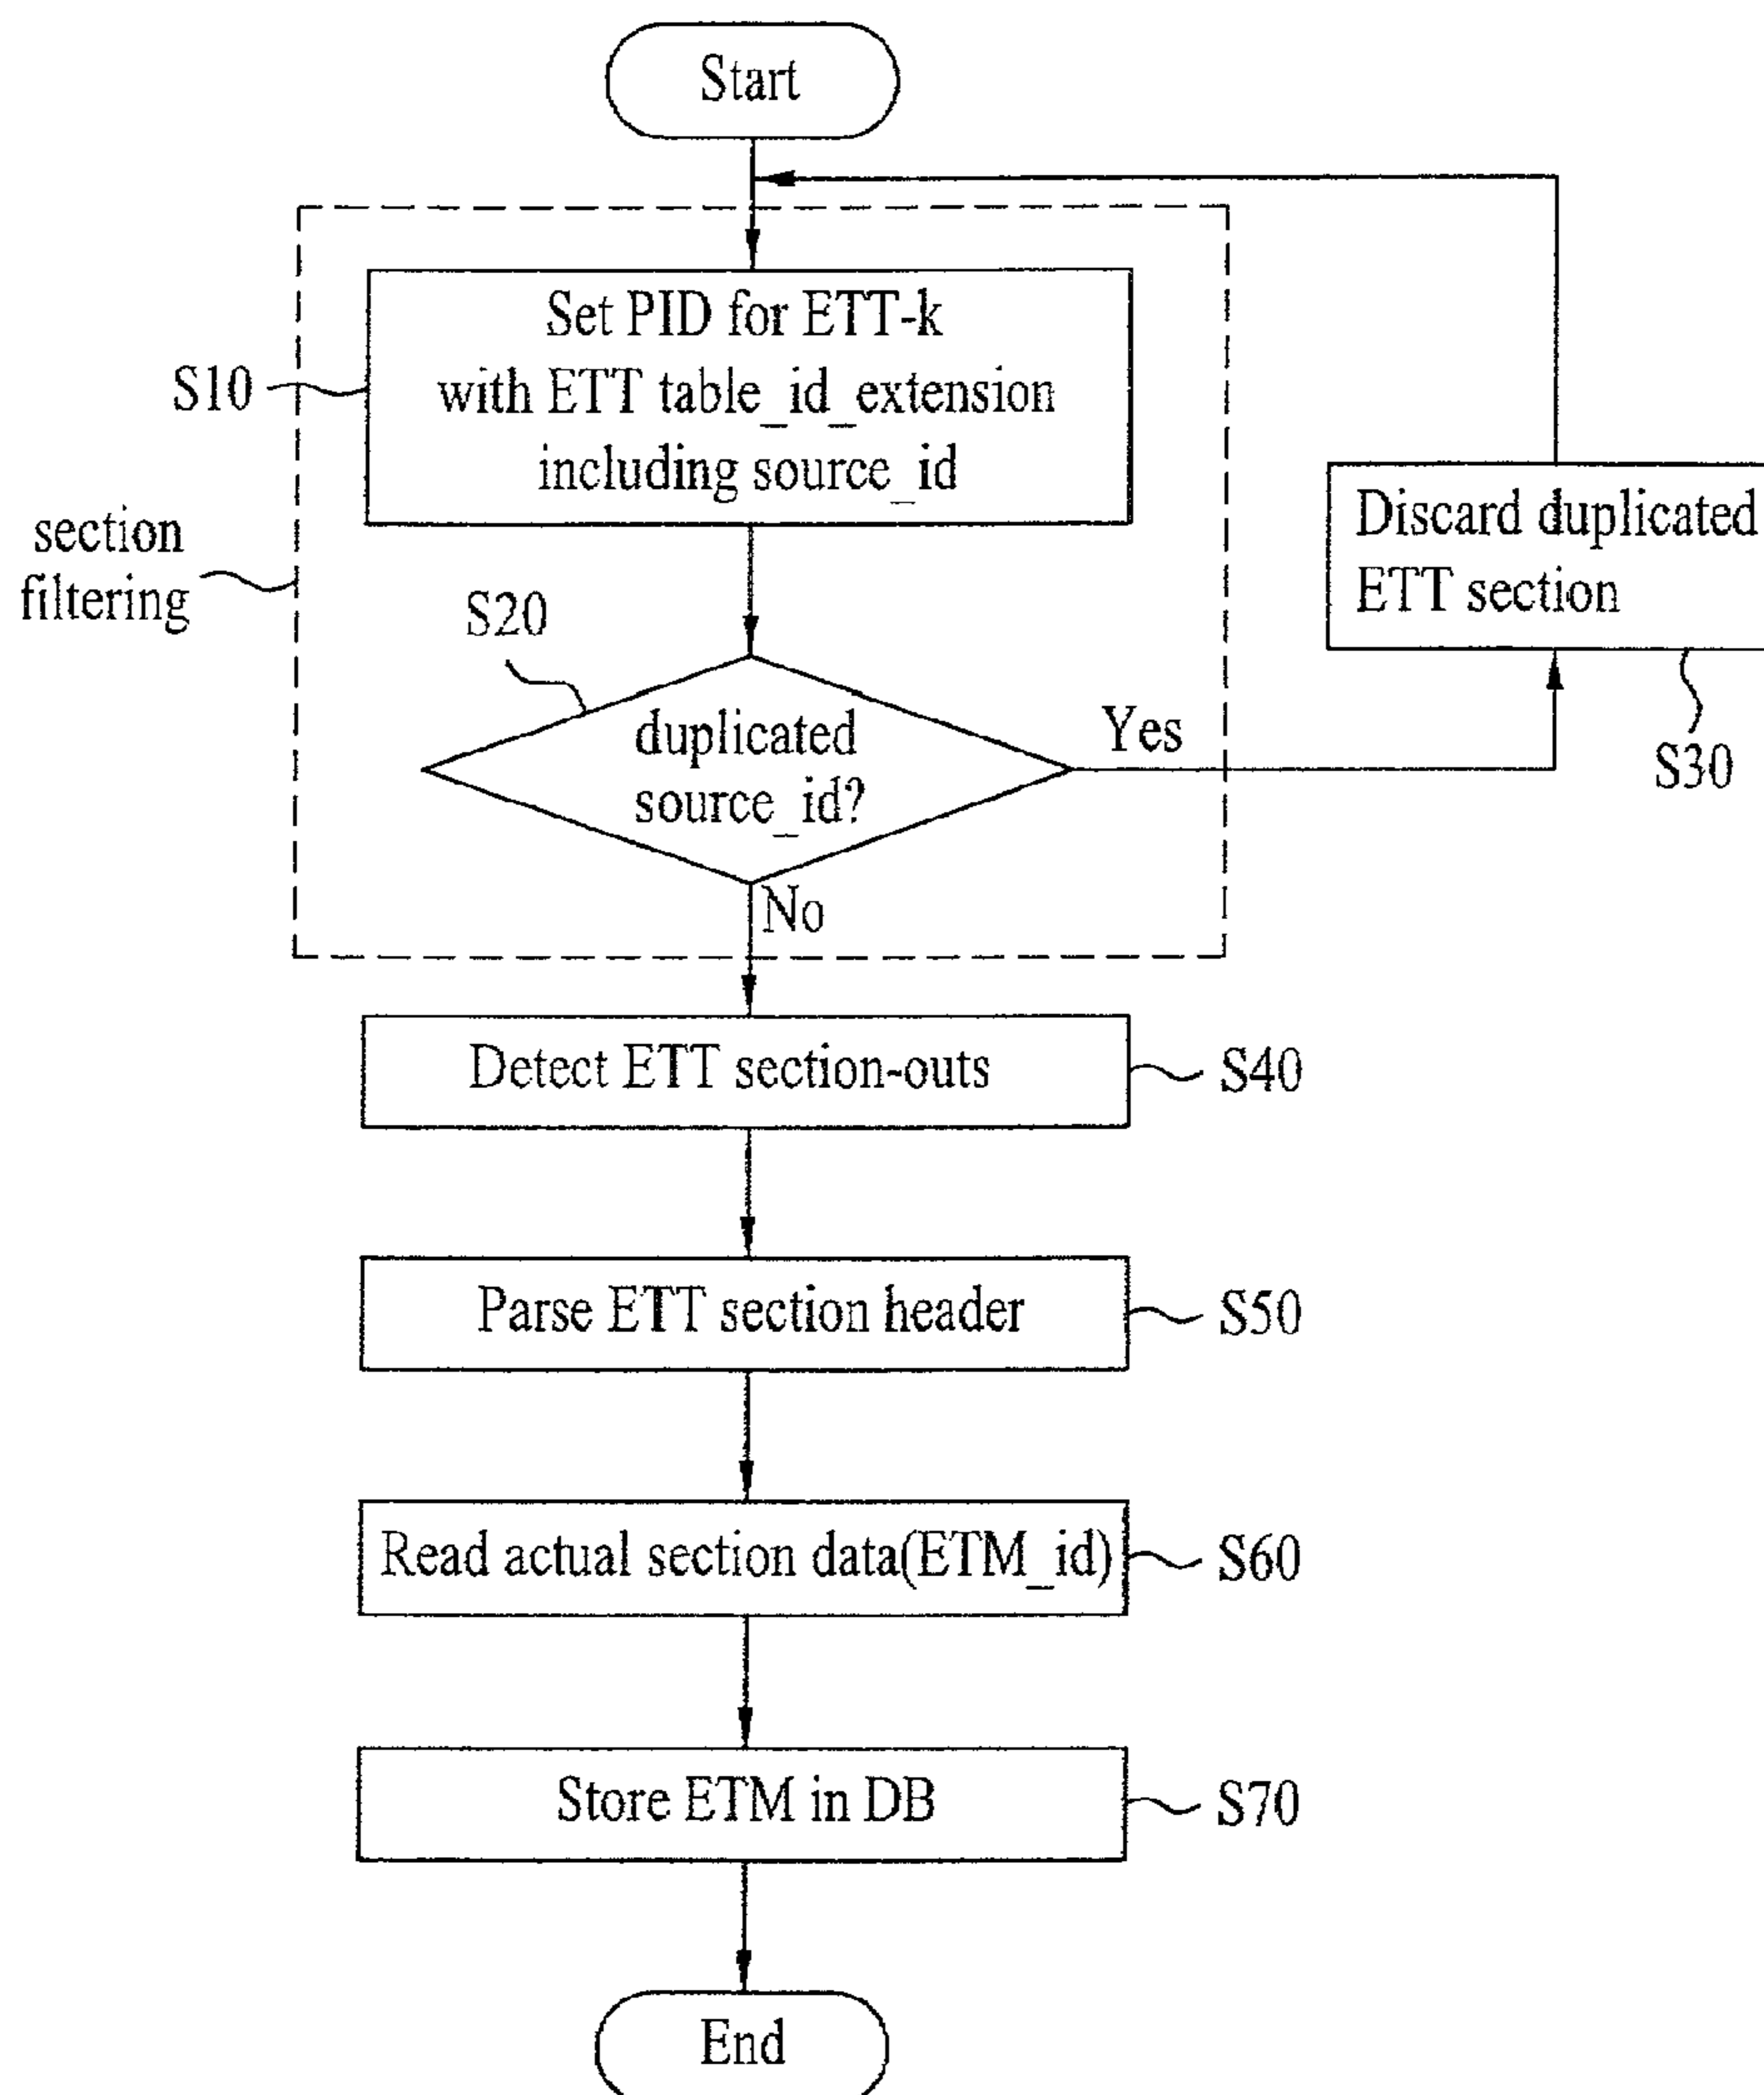 Start
Set PID for ETT-k
with ETT table_id_extension
including source_id
S10
section
filtering
Discard duplicated
ETT section
S30
S20
duplicated
source_id?
Yes
No
Detect ETT section-outs
S40
Parse ETT section header
S50
Read actual section data(ETM_id)
S60
Store ETM in DB
S70
End